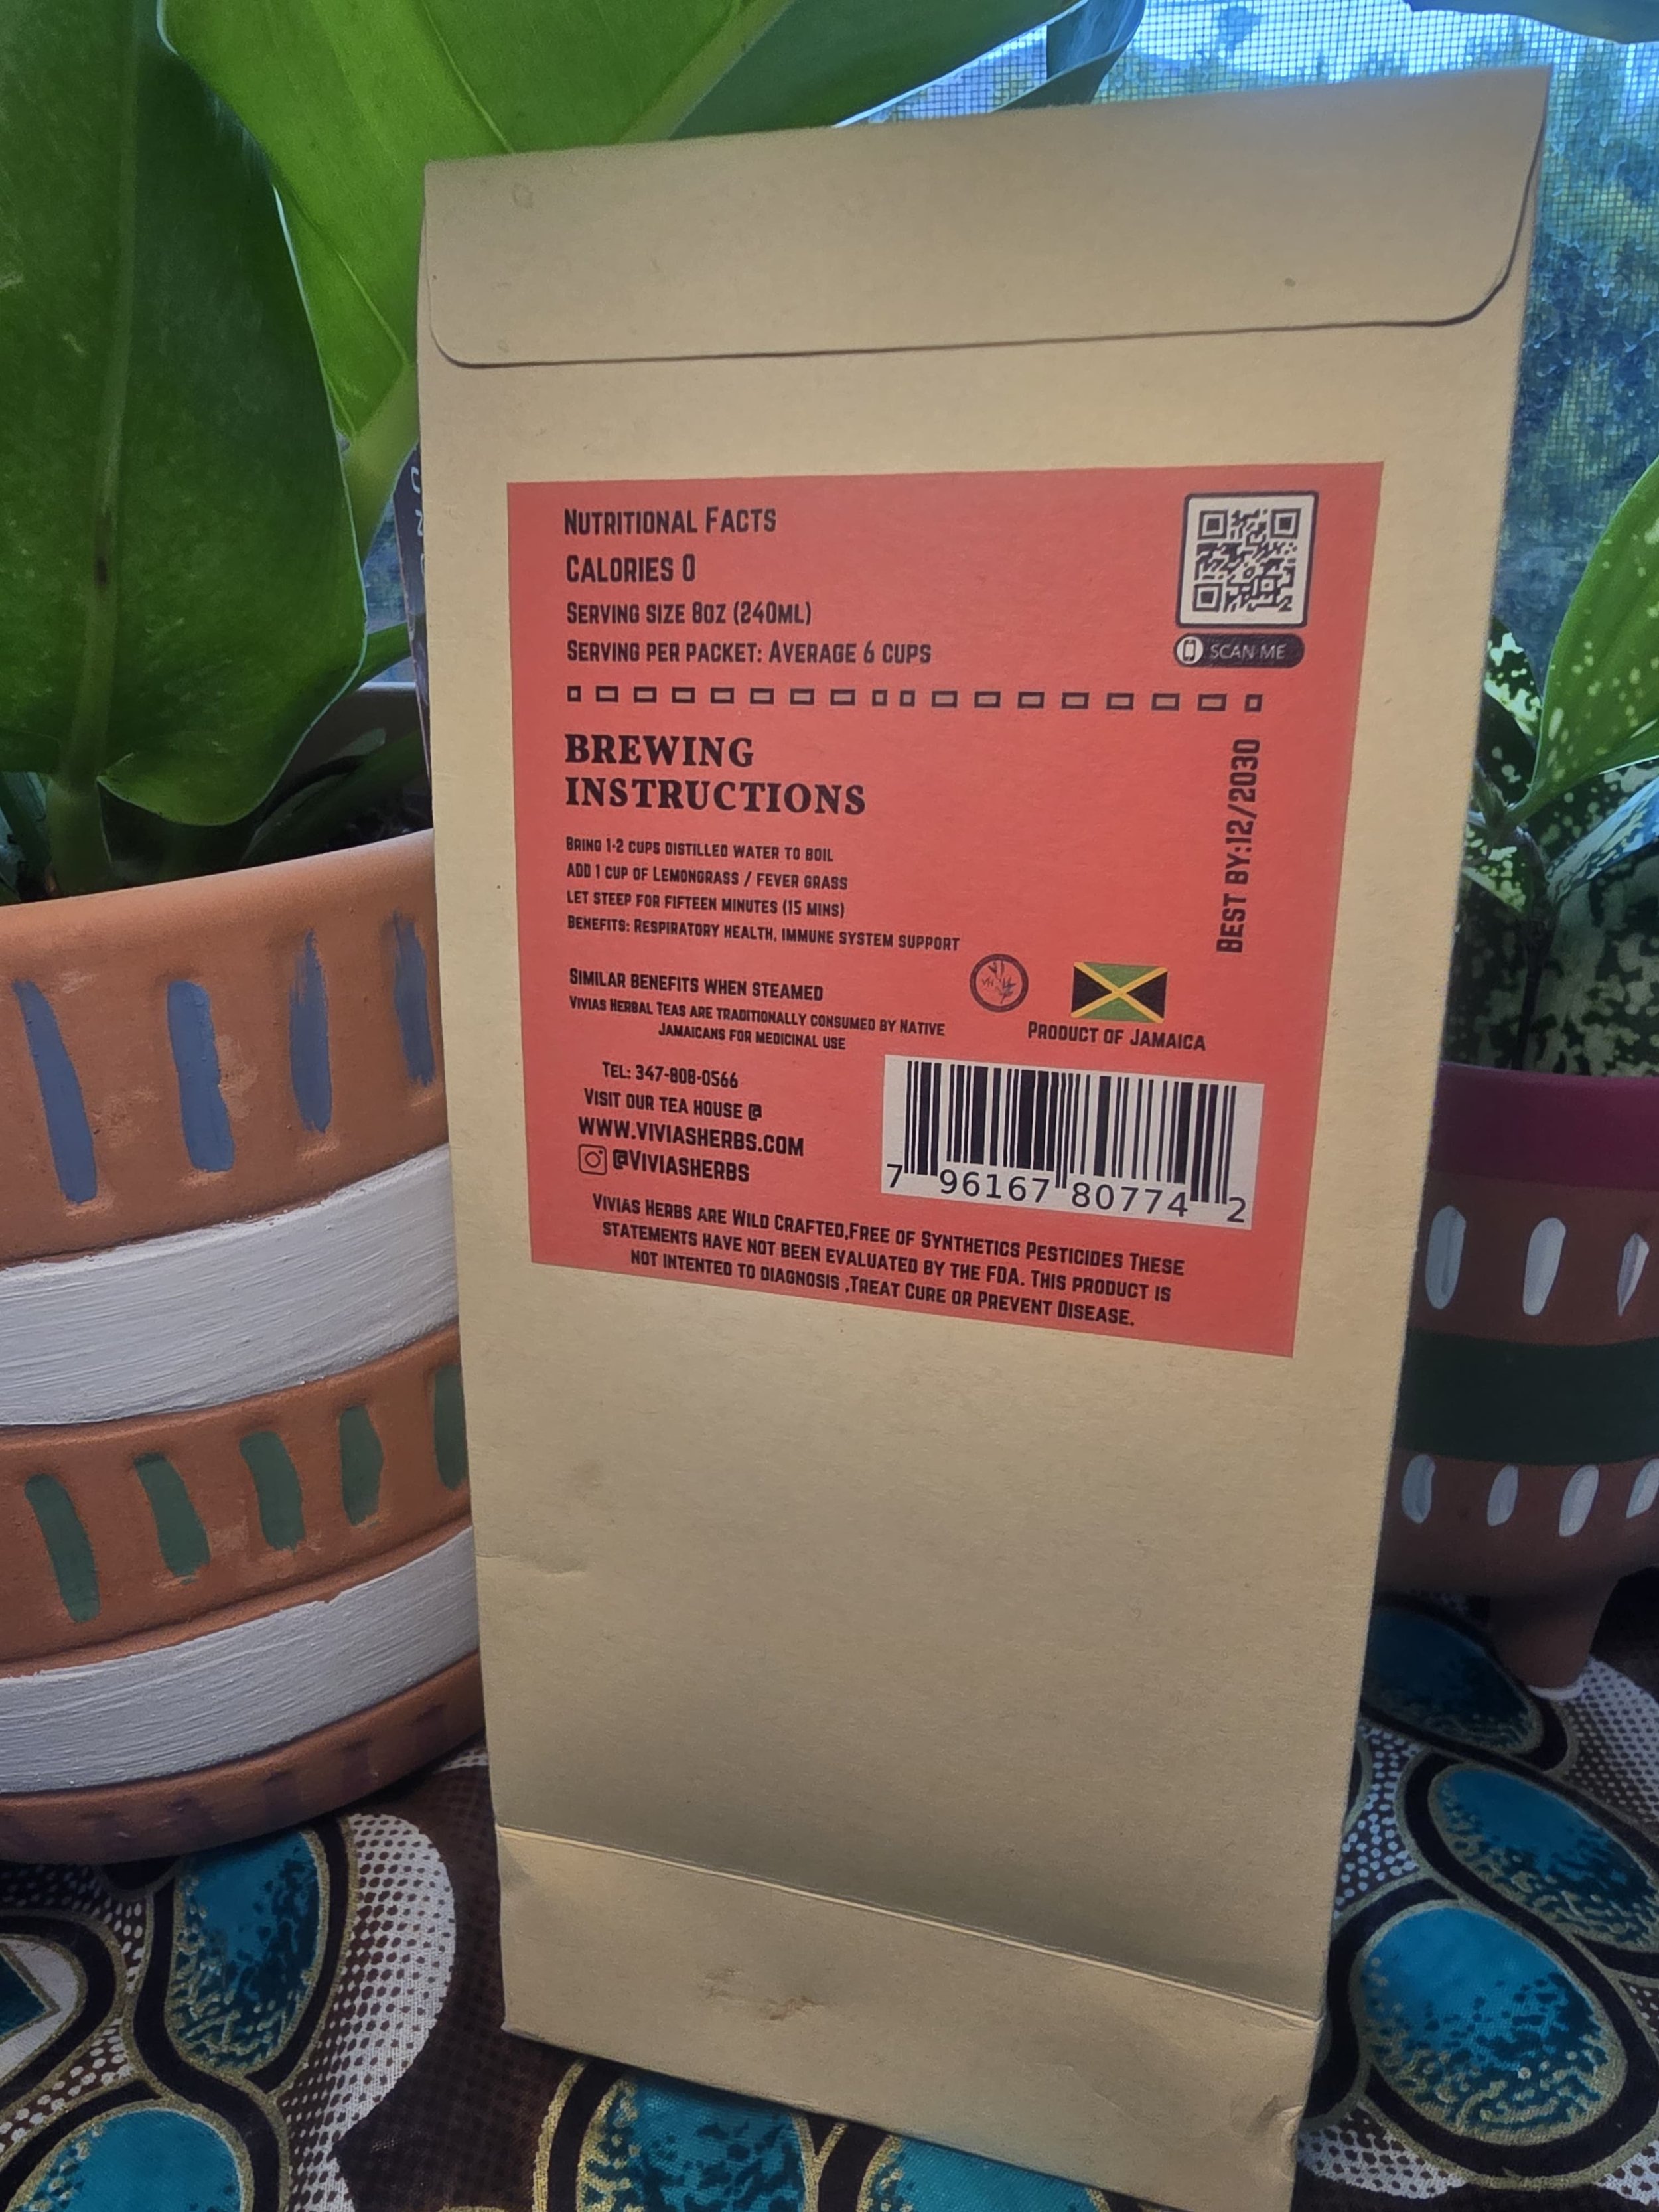 Nutritional Facts
Calories 0
Serving size 8oz (240ml)
Serving per packet: Average 6 cups
SCAN ME
BREWING
INSTRUCTIONS
Bring 1-2 cups distilled water to boil
add 1 cup of Lemongrass / fever grass
let steep for fifteen minutes (15 mins)
Benefits: Respiratory health, immune system support
Best by:12/2030
Similar benefits when steamed
Vivias Herbal Teas are traditionally consumed by Native
Jamaicans for medicinal use
VH
Product of Jamaica
Tel: 347-808-0566
Visit our tea house @
www.viviasherbs.com
@Viviasherbs
7 96167 80774 2
Vivias Herbs are Wild Crafted,Free of Synthetics Pesticides These
statements have not been evaluated by the FDA. This product is
not intented to diagnosis ,Treat Cure or Prevent Disease.